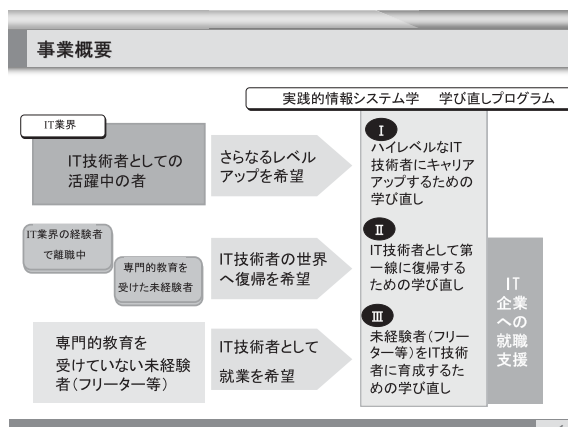 事業概要
実践的情報システム学 学び直しプログラム
IT業界
IT技術者としての
活躍中の者
さらなるレベル
アップを希望
I
ハイレベルなIT
技術者にキャリア
アップするための
学び直し
IT業界の経験者
で離職中
専門的教育を
受けた未経験者
IT技術者の世界
へ復帰を希望
II
IT技術者として第
一線に復帰する
ための学び直し
専門的教育を
受けていない未経験
者（フリーター等）
IT技術者として
就業を希望
III
未経験者（フリー
ター等）をIT技術
者に育成するた
めの学び直し
IT
企業
への
就職
支援